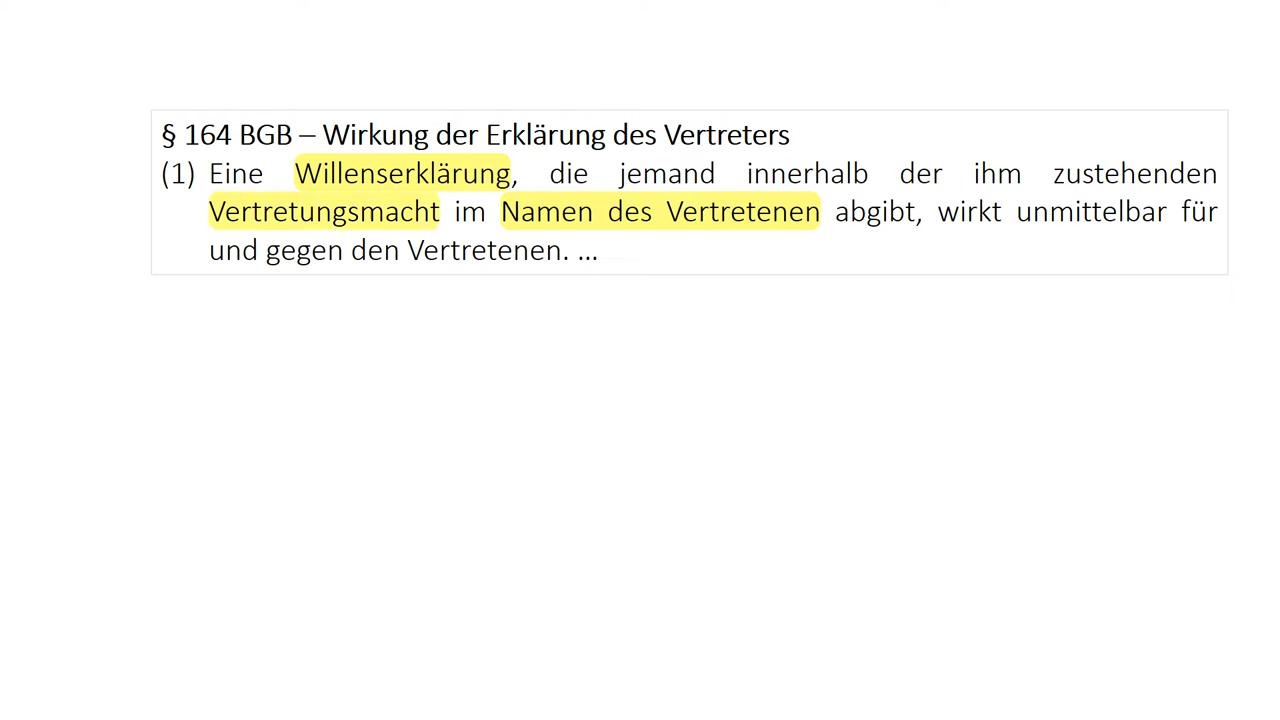 § 164 BGB – Wirkung der Erklärung des Vertreters
(1) Eine Willenserklärung, die jemand innerhalb der ihm zustehenden
Vertretungsmacht im Namen des Vertretenen abgibt, wirkt unmittelbar für
und gegen den Vertretenen. ...